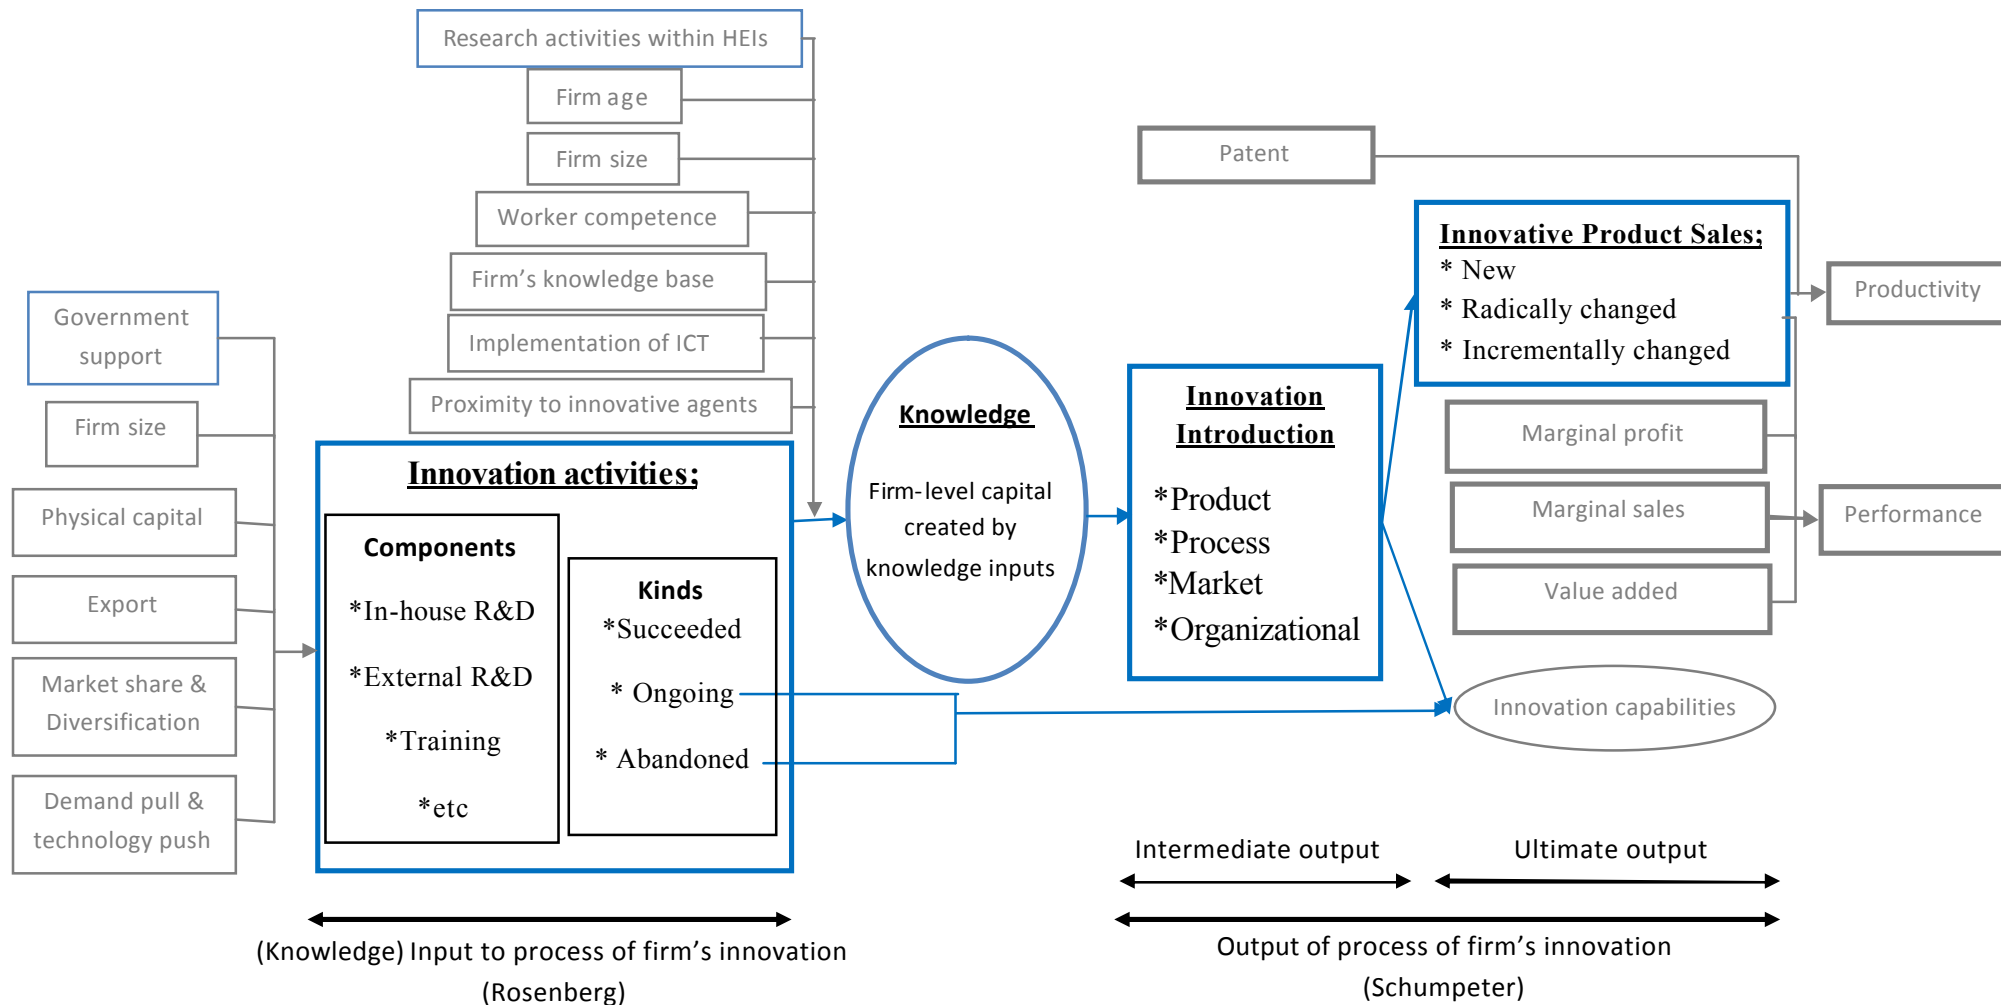 Research activities within HEIs
Firm age
Firm size
Worker competence
Firm's knowledge base
Implementation of ICT
Proximity to innovative agents
Government
support
Firm size
Physical capital
Export
Market share &
Diversification
Demand pull &
technology push
Innovation activities;
Components
*In-house R&D
*External R&D
*Training
*etc
Kinds
*Succeeded
* Ongoing
* Abandoned
Knowledge
Firm-level capital
created by
knowledge inputs
Innovation
Introduction
*Product
*Process
*Market
*Organizational
Patent
Innovative Product Sales;
* New
* Radically changed
* Incrementally changed
Marginal profit
Marginal sales
Value added
Innovation capabilities
Productivity
Performance
Intermediate output
Ultimate output
(Knowledge) Input to process of firm's innovation
(Rosenberg)
Output of process of firm's innovation
(Schumpeter)